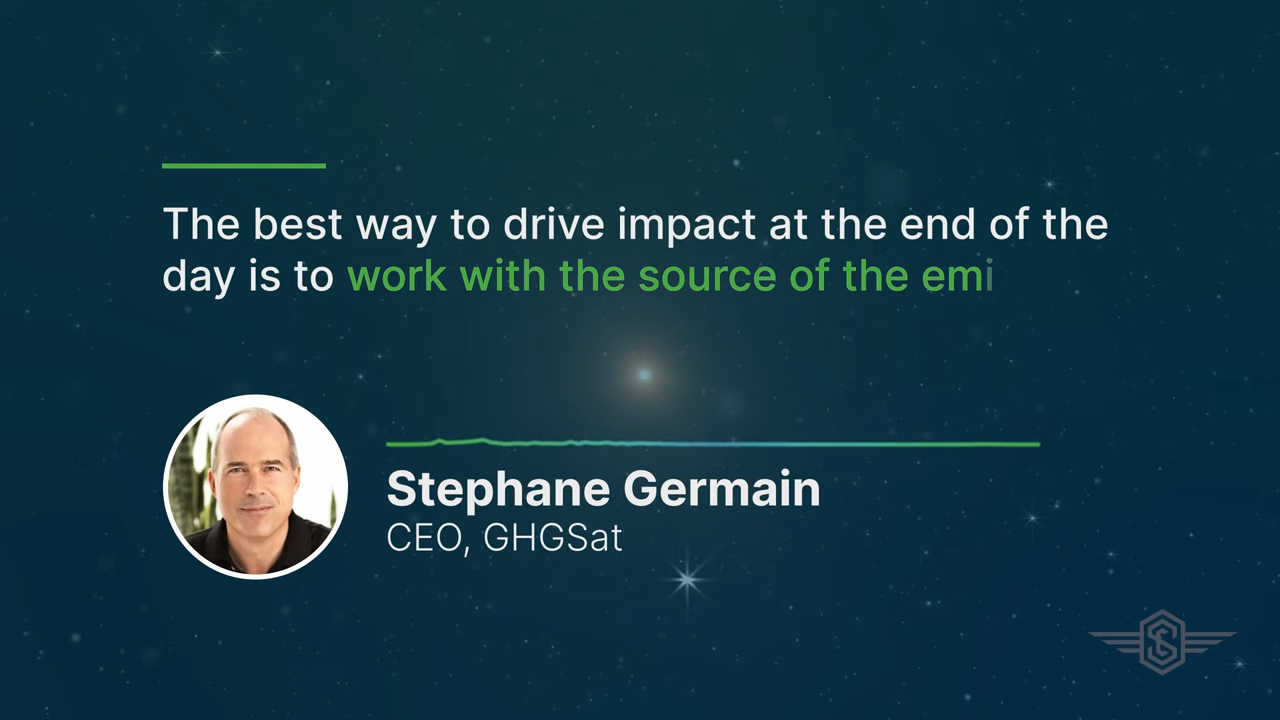 The best way to drive impact at the end of the
day is to work with the source of the emi
Stephane Germain
CEO, GHGSat